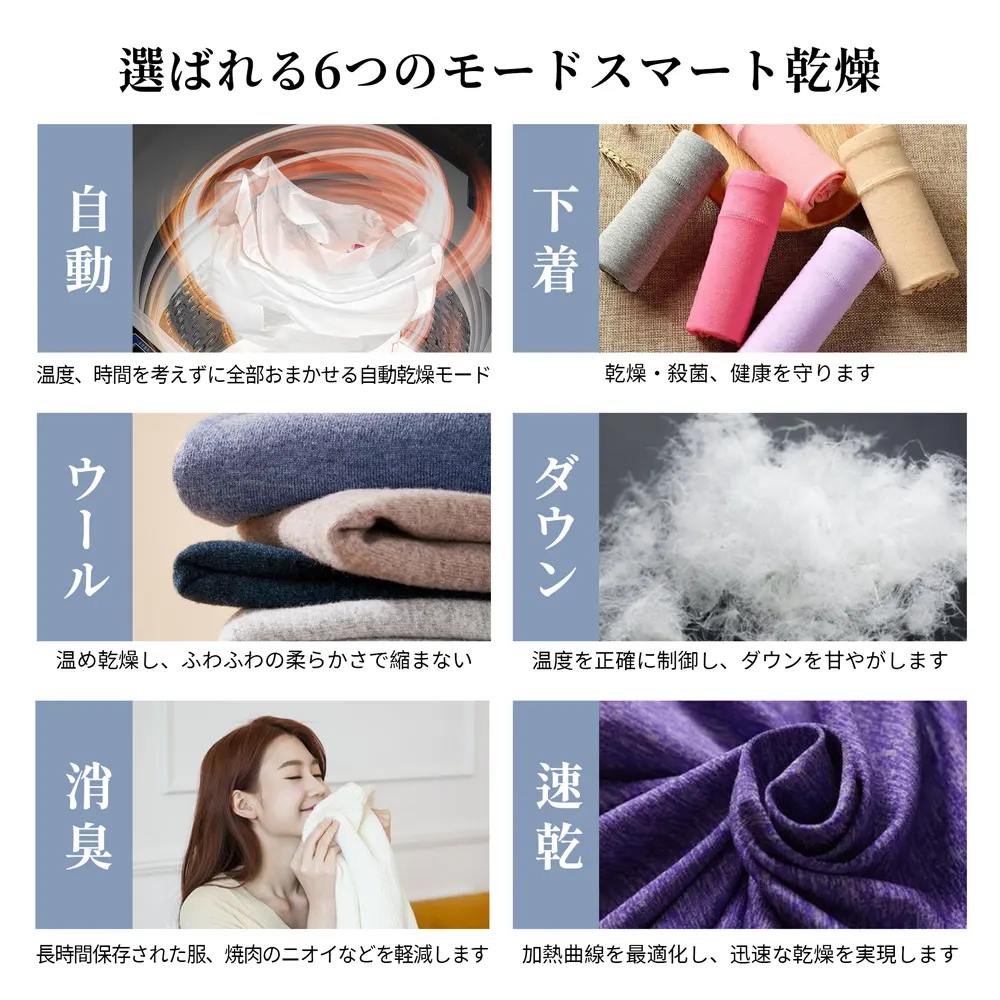 選ばれる6つのモードスマート乾燥
自動
温度、時間を考えずに全部おまかせる自動乾燥モード
下着
乾燥・殺菌、健康を守ります
ウール
温め乾燥し、ふわふわの柔らかさで縮まない
ダウン
温度を正確に制御し、ダウンを甘やがします
消臭
長時間保存された服、焼肉のニオイなどを軽減します
速乾
加熱曲線を最適化し、迅速な乾燥を実現します